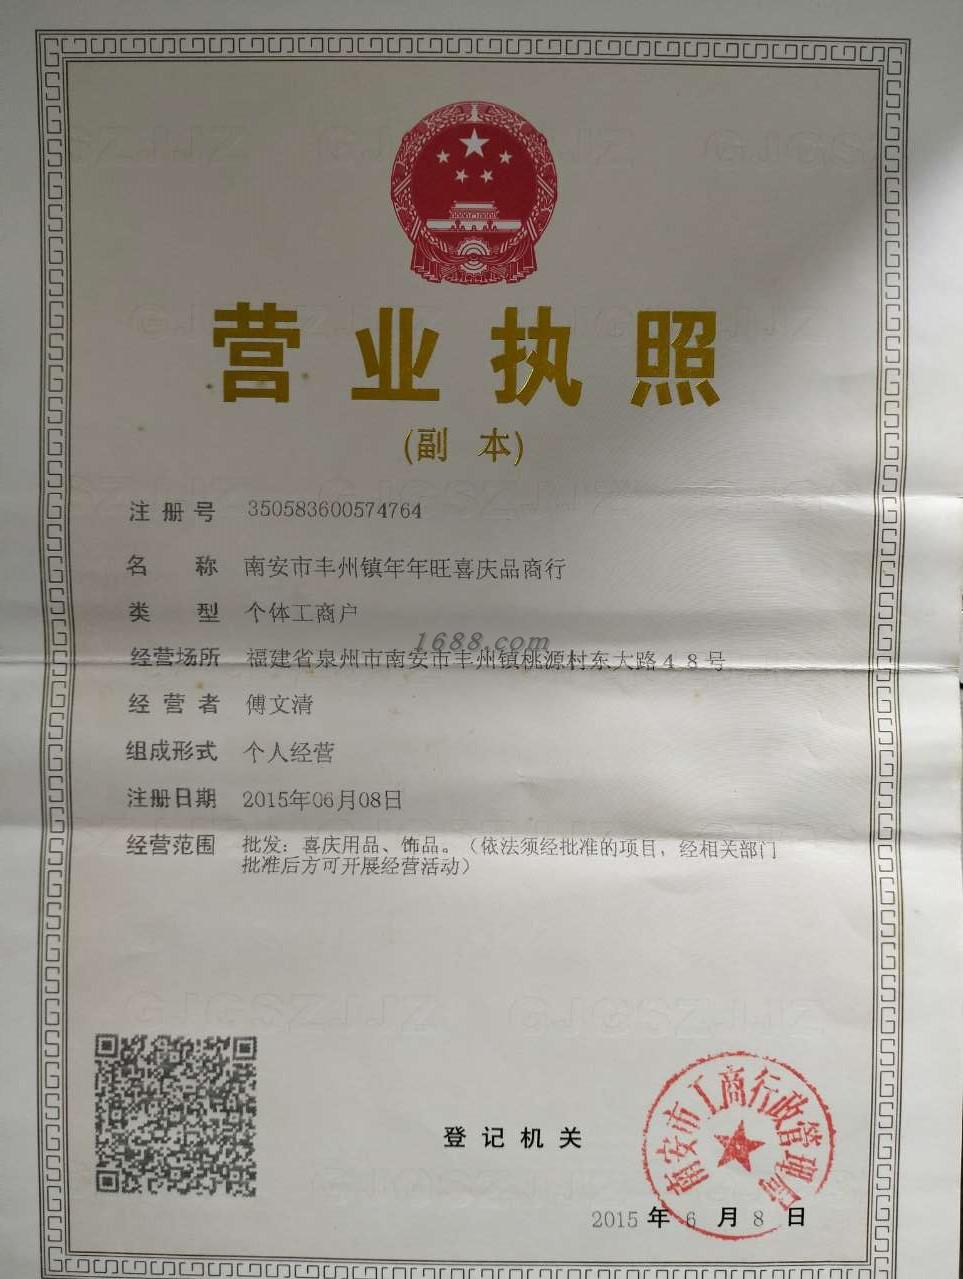 营业执照
(副 本)
注册号 350583600574764
名 称 南安市丰州镇年年旺喜庆品商行
类 型 个体工商户
1688.com
经营场所 福建省泉州市南安市丰州镇桃源村东大路48号
经营者 傅文清
组成形式 个人经营
注册日期 2015年06月08日
经营范围 批发：喜庆用品、饰品。（依法须经批准的项目，经相关部门
批准后方可开展经营活动）
南安市工商行政管理局
登记机关
2015 年 6 月 8 日